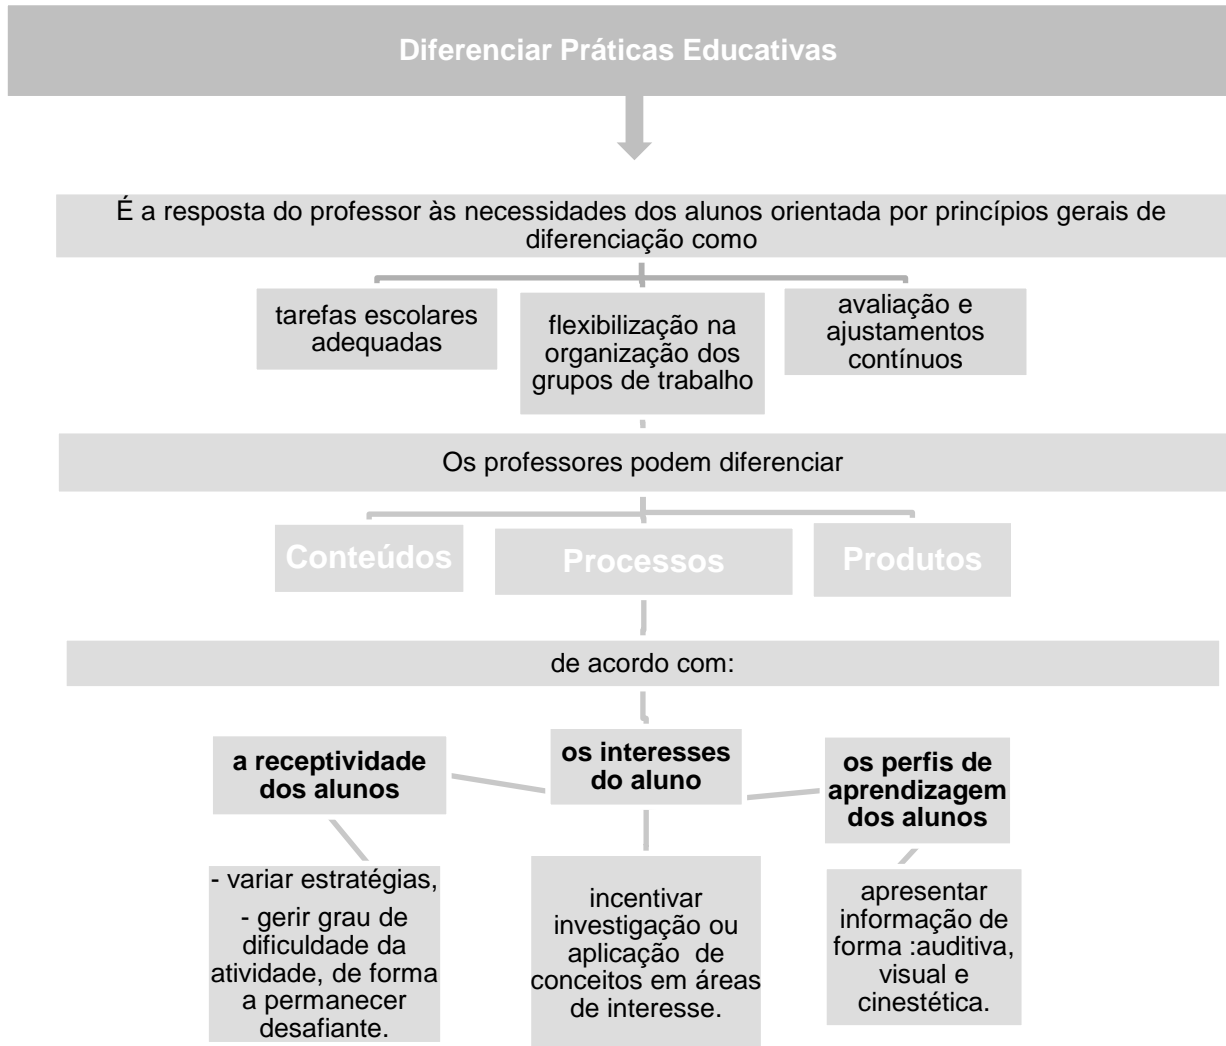 Diferenciar Práticas Educativas
É a resposta do professor às necessidades dos alunos orientada por princípios gerais de
diferenciação como
tarefas escolares
adequadas
flexibilização na
organização dos
grupos de trabalho
avaliação e
ajustamentos
contínuos
Os professores podem diferenciar
Conteúdos
Processos
Produtos
de acordo com:
a receptividade
dos alunos
os interesses
do aluno
os perfis de
aprendizagem
dos alunos
- variar estratégias,
- gerir grau de
dificuldade da
atividade, de forma
a permanecer
desafiante.
incentivar
investigação ou
aplicação de
conceitos em áreas
de interesse.
apresentar
informação de
forma :auditiva,
visual e
cinestética.